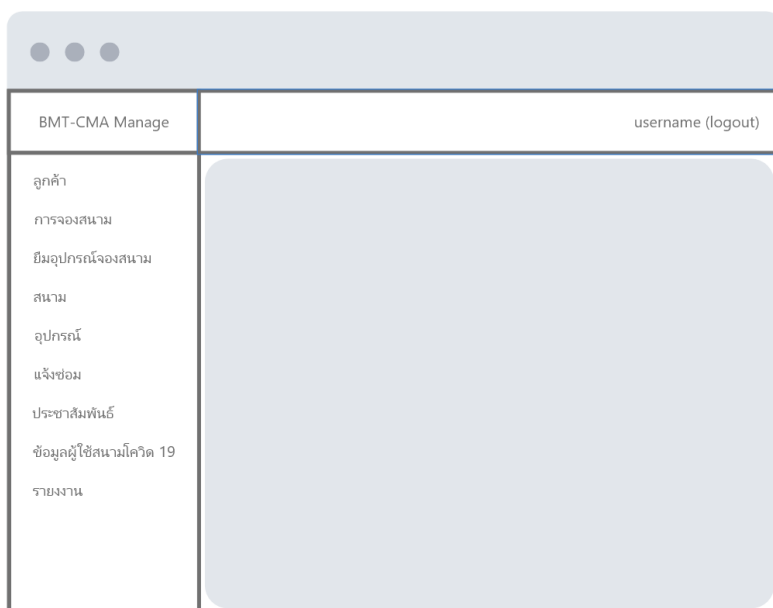 BMT-CMA Manage
username (logout)
ลูกค้า
การจองสนาม
ยืมอุปกรณ์จองสนาม
สนาม
อุปกรณ์
แจ้งซ่อม
ประชาสัมพันธ์
ข้อมูลผู้ใช้สนามโควิด 19
รายงงาน